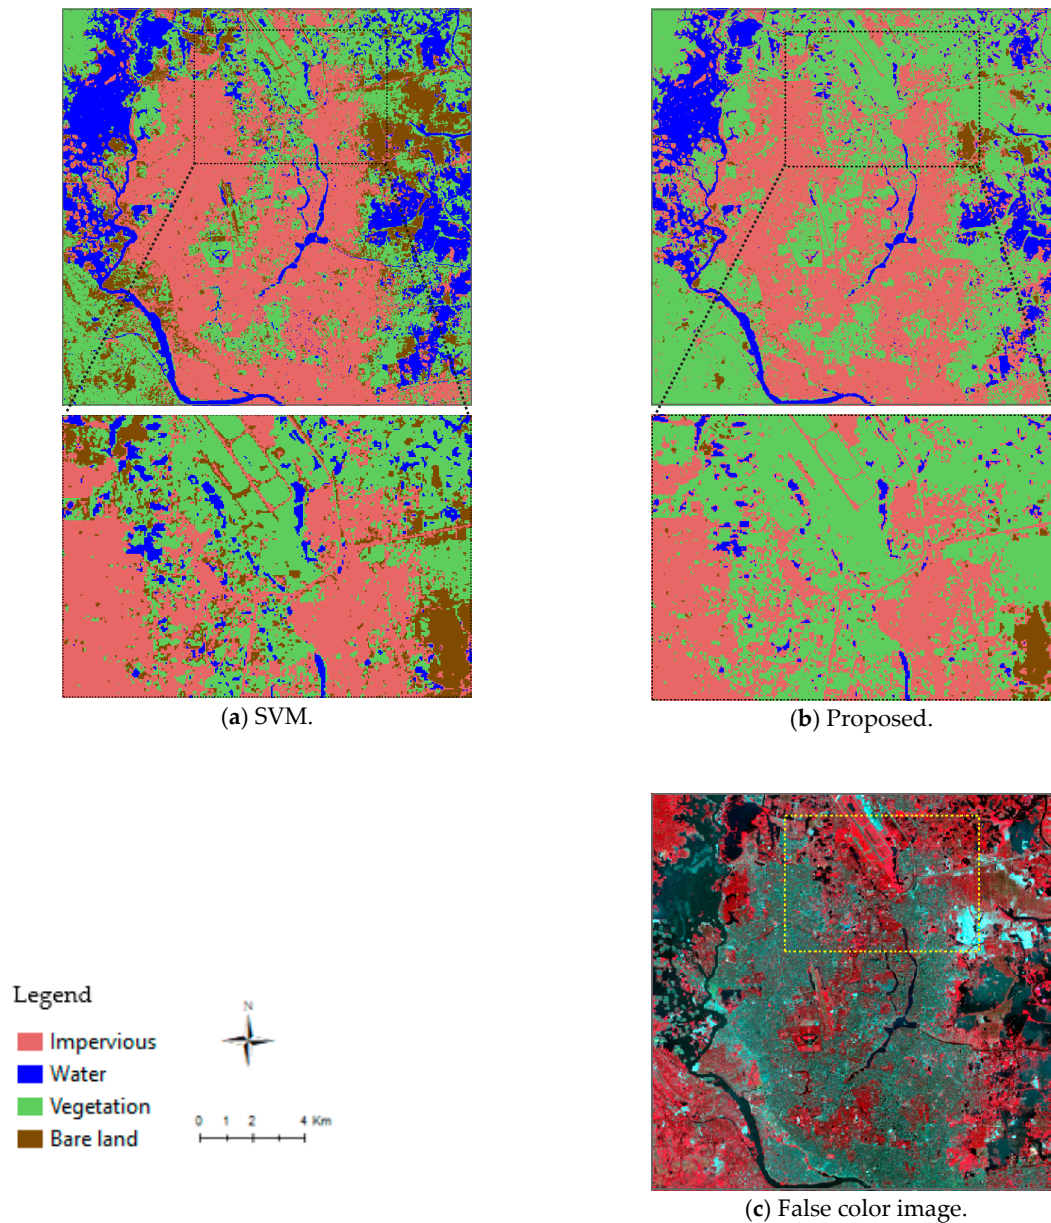 (a) SVM.
(b) Proposed.
Legend
N
Impervious
Water
Vegetation
Bare land
0 1 2 4 Km
(c) False color image.